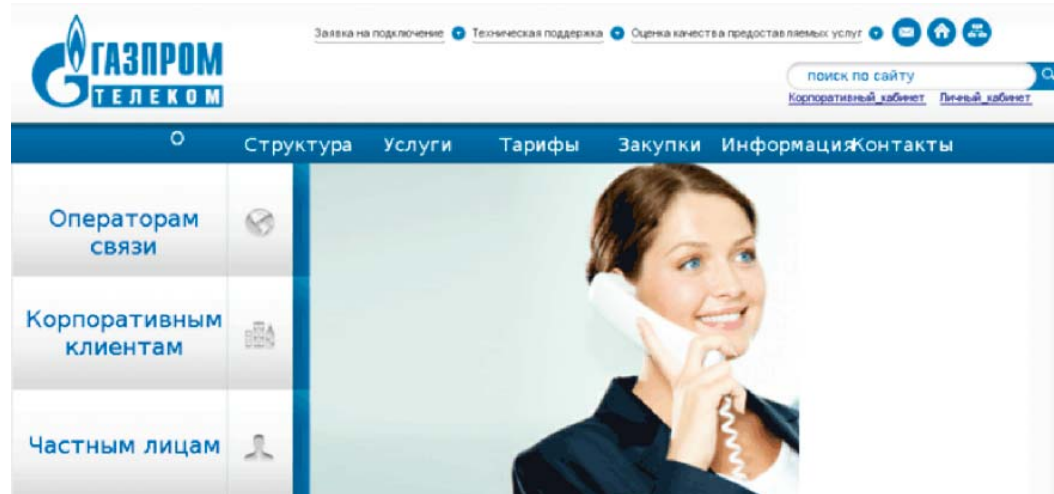 ГАЗПРОМ
ТЕЛЕКОМ
Заявка на подключение Техническая поддержка Оценка качества предоставляемых услуг
поиск по сайту
Корпоративный_кабинет Личный_кабинет
О Структура Услуги Тарифы Закупки Информация Контакты
Операторам
связи
Корпоративным
клиентам
Частным лицам